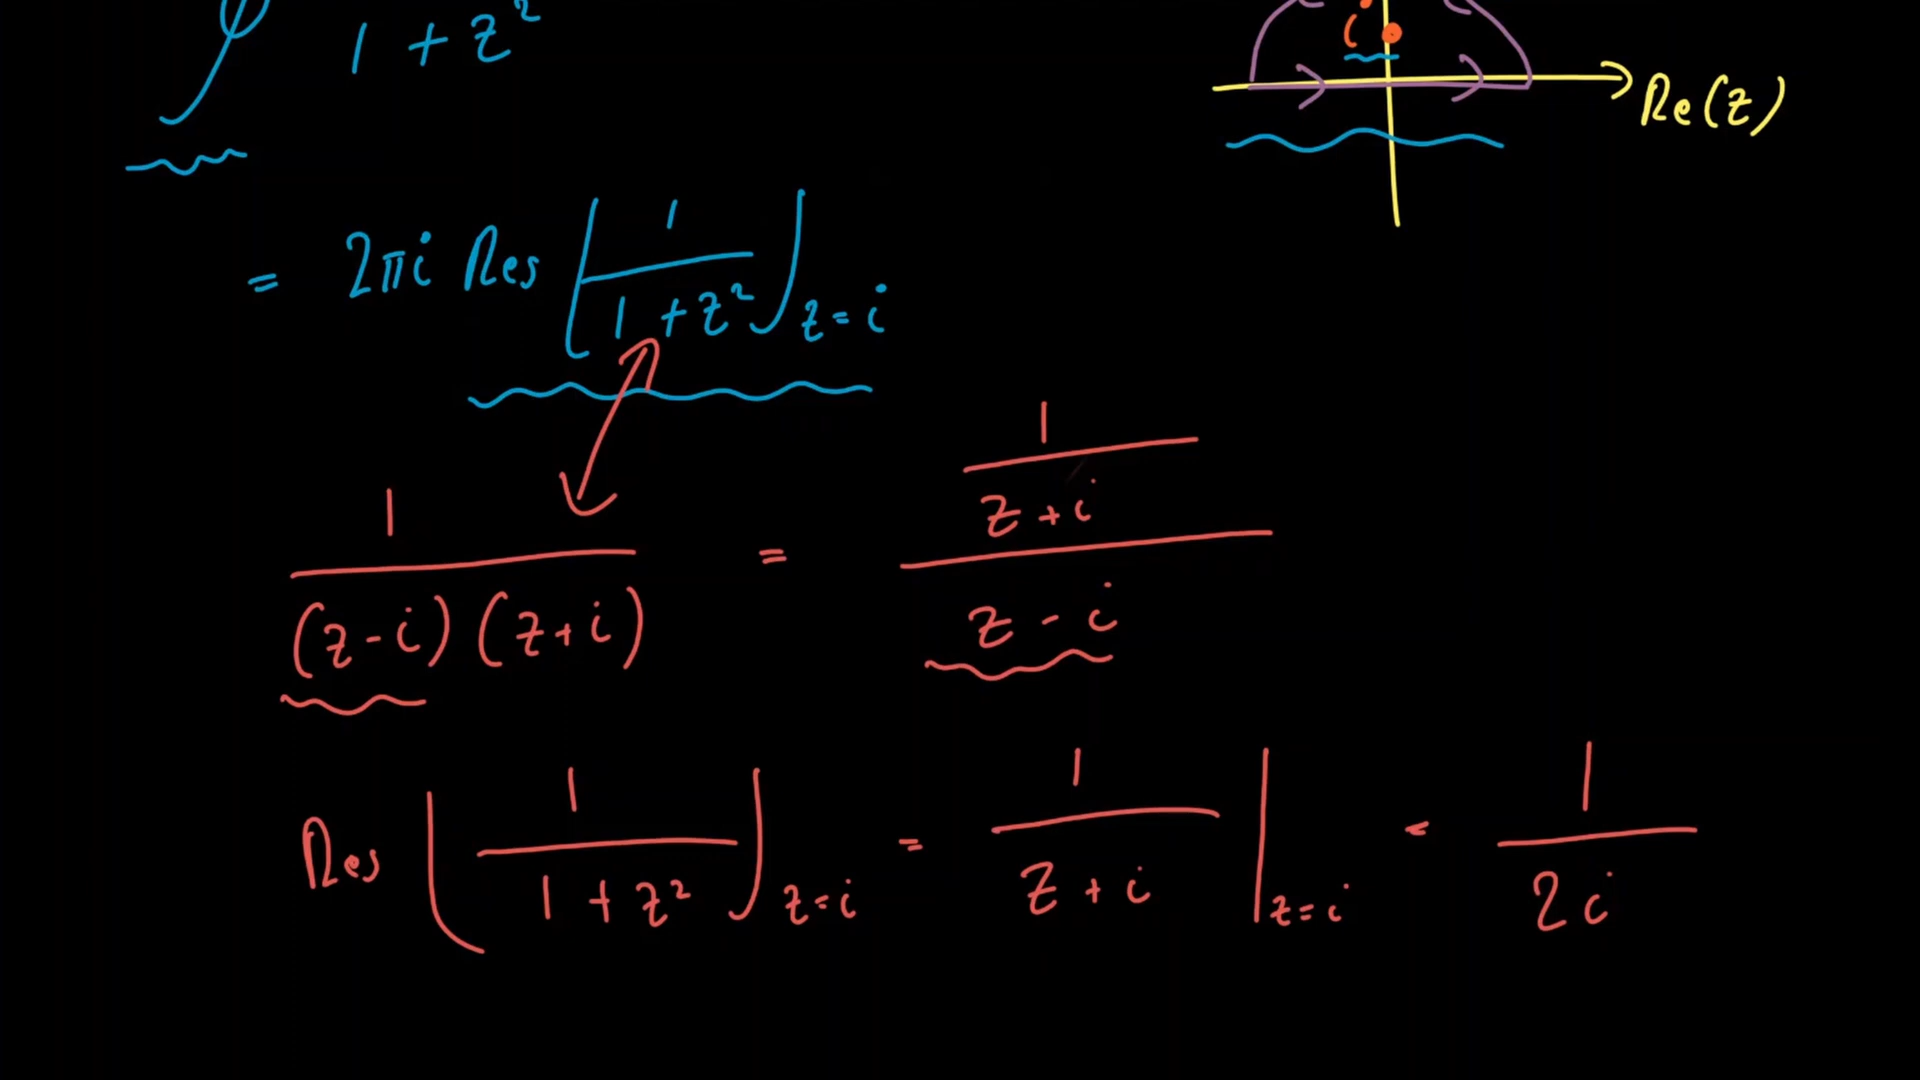 1 + z²
i
Re(z)
= 2πi Res (1/(1 + z²))_{z=i}
1/((z-i)(z+i)) = (1/(z+i))/(z-i)
Res (1/(1 + z²))_{z=i} = 1/(z+i) |_{z=i} = 1/(2i)